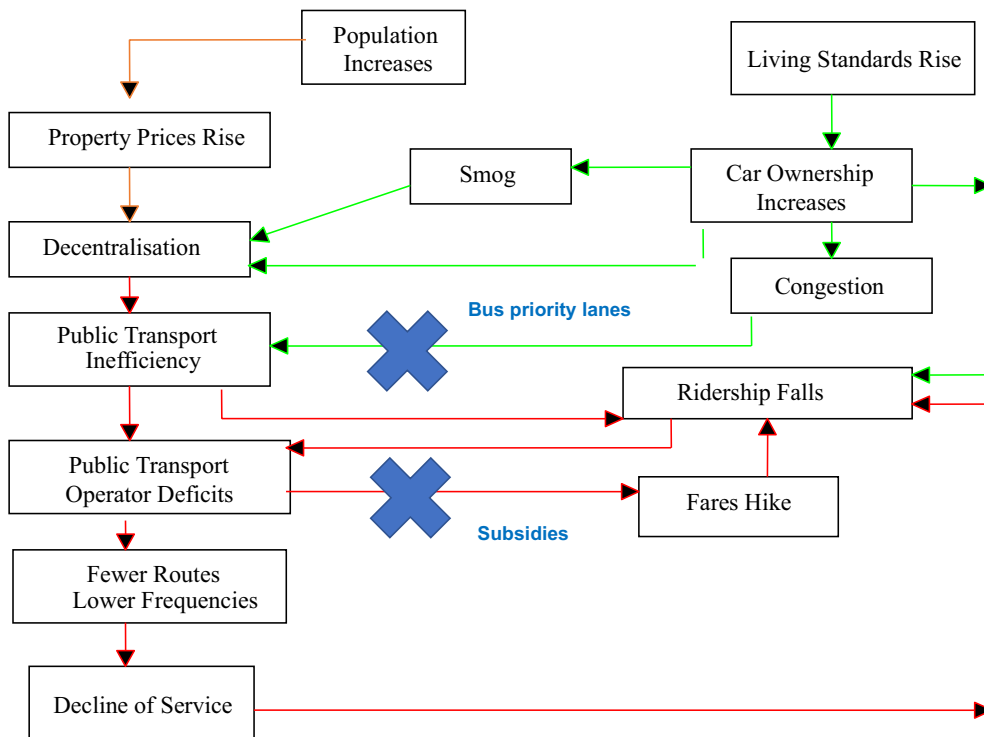 Population
Increases
Living Standards Rise
Property Prices Rise
Smog
Car Ownership
Increases
Decentralisation
Congestion
Bus priority lanes
Public Transport
Inefficiency
Ridership Falls
Public Transport
Operator Deficits
Fares Hike
Subsidies
Fewer Routes
Lower Frequencies
Decline of Service